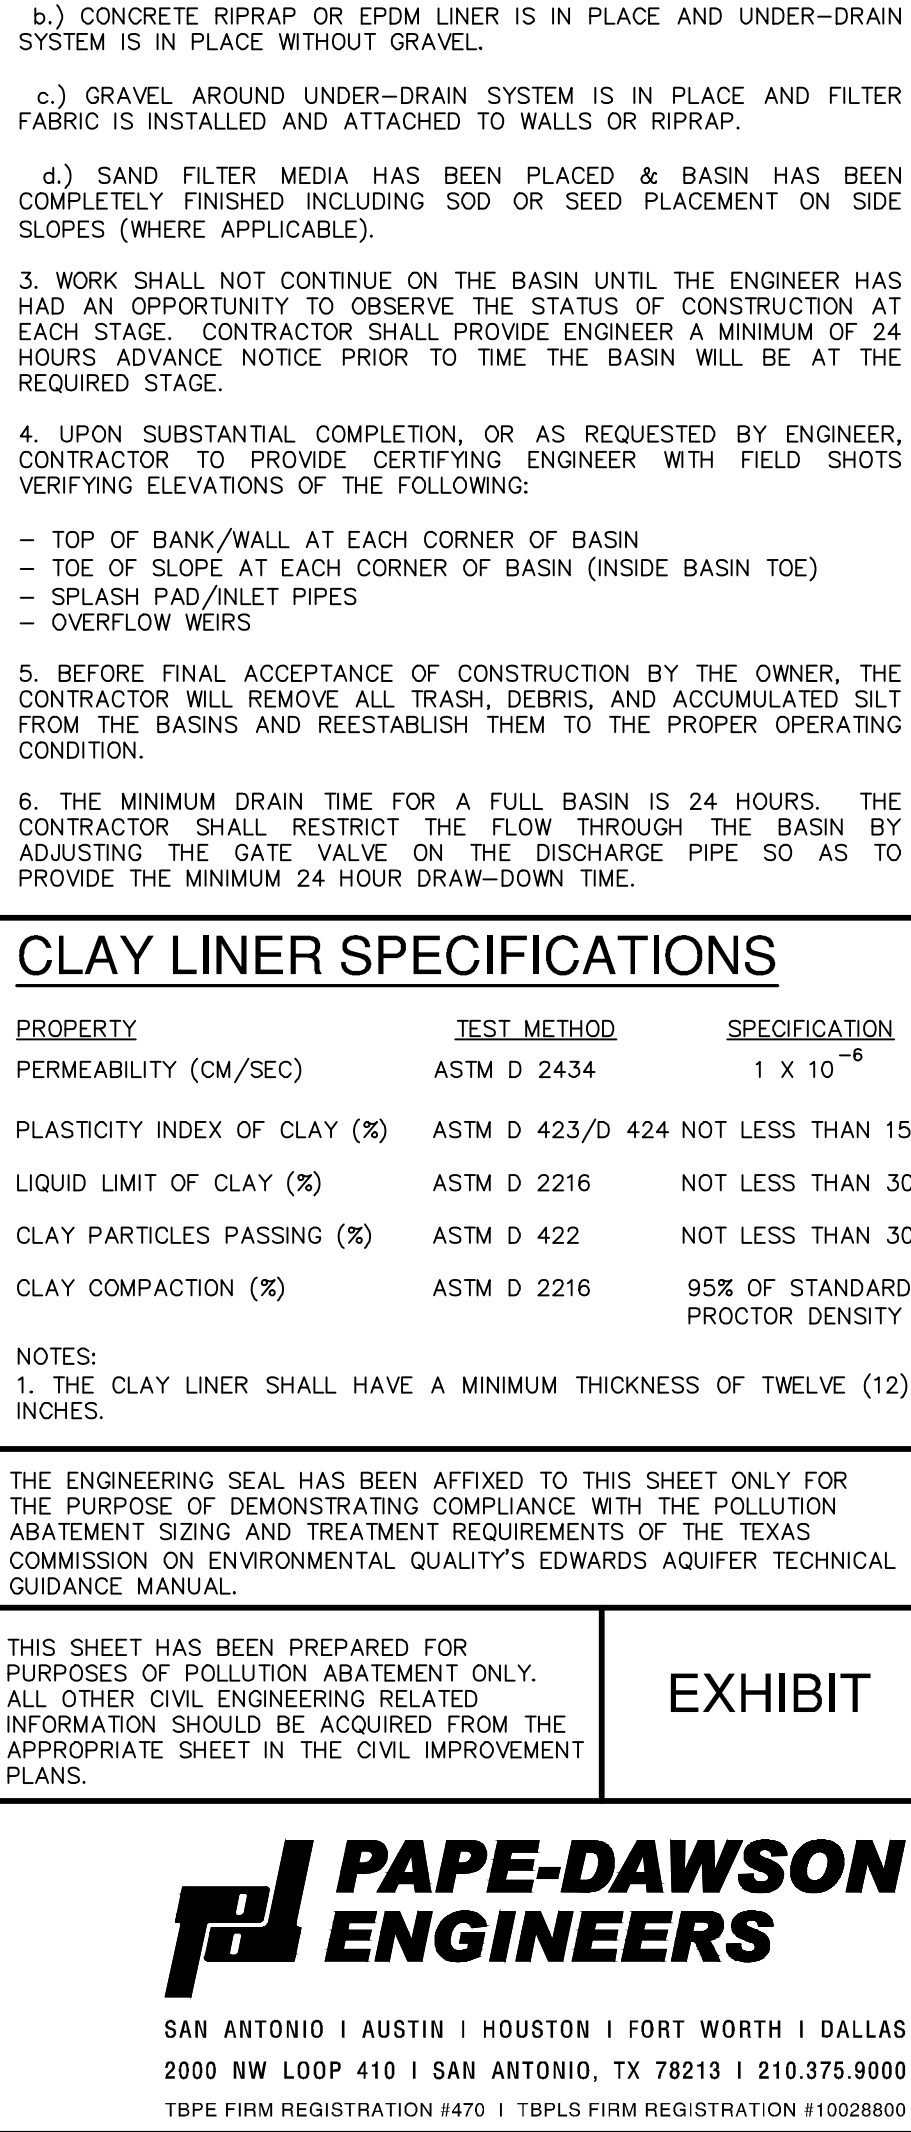 b.) CONCRETE RIPRAP OR EPDM LINER IS IN PLACE AND UNDER–DRAIN
SYSTEM IS IN PLACE WITHOUT GRAVEL.
c.) GRAVEL AROUND UNDER–DRAIN SYSTEM IS IN PLACE AND FILTER
FABRIC IS INSTALLED AND ATTACHED TO WALLS OR RIPRAP.
d.) SAND FILTER MEDIA HAS BEEN PLACED & BASIN HAS BEEN
COMPLETELY FINISHED INCLUDING SOD OR SEED PLACEMENT ON SIDE
SLOPES (WHERE APPLICABLE).
3. WORK SHALL NOT CONTINUE ON THE BASIN UNTIL THE ENGINEER HAS
HAD AN OPPORTUNITY TO OBSERVE THE STATUS OF CONSTRUCTION AT
EACH STAGE. CONTRACTOR SHALL PROVIDE ENGINEER A MINIMUM OF 24
HOURS ADVANCE NOTICE PRIOR TO TIME THE BASIN WILL BE AT THE
REQUIRED STAGE.
4. UPON SUBSTANTIAL COMPLETION, OR AS REQUESTED BY ENGINEER,
CONTRACTOR TO PROVIDE CERTIFYING ENGINEER WITH FIELD SHOTS
VERIFYING ELEVATIONS OF THE FOLLOWING:
– TOP OF BANK/WALL AT EACH CORNER OF BASIN
– TOE OF SLOPE AT EACH CORNER OF BASIN (INSIDE BASIN TOE)
– SPLASH PAD/INLET PIPES
– OVERFLOW WEIRS
5. BEFORE FINAL ACCEPTANCE OF CONSTRUCTION BY THE OWNER, THE
CONTRACTOR WILL REMOVE ALL TRASH, DEBRIS, AND ACCUMULATED SILT
FROM THE BASINS AND REESTABLISH THEM TO THE PROPER OPERATING
CONDITION.
6. THE MINIMUM DRAIN TIME FOR A FULL BASIN IS 24 HOURS. THE
CONTRACTOR SHALL RESTRICT THE FLOW THROUGH THE BASIN BY
ADJUSTING THE GATE VALVE ON THE DISCHARGE PIPE SO AS TO
PROVIDE THE MINIMUM 24 HOUR DRAW–DOWN TIME.
CLAY LINER SPECIFICATIONS
PROPERTY TEST METHOD SPECIFICATION
PERMEABILITY (CM/SEC) ASTM D 2434 1 X 10⁻⁶
PLASTICITY INDEX OF CLAY (%) ASTM D 423/D 424 NOT LESS THAN 15
LIQUID LIMIT OF CLAY (%) ASTM D 2216 NOT LESS THAN 30
CLAY PARTICLES PASSING (%) ASTM D 422 NOT LESS THAN 30
CLAY COMPACTION (%) ASTM D 2216 95% OF STANDARD
PROCTOR DENSITY
NOTES:
1. THE CLAY LINER SHALL HAVE A MINIMUM THICKNESS OF TWELVE (12)
INCHES.
THE ENGINEERING SEAL HAS BEEN AFFIXED TO THIS SHEET ONLY FOR
THE PURPOSE OF DEMONSTRATING COMPLIANCE WITH THE POLLUTION
ABATEMENT SIZING AND TREATMENT REQUIREMENTS OF THE TEXAS
COMMISSION ON ENVIRONMENTAL QUALITY'S EDWARDS AQUIFER TECHNICAL
GUIDANCE MANUAL.
THIS SHEET HAS BEEN PREPARED FOR
PURPOSES OF POLLUTION ABATEMENT ONLY.
ALL OTHER CIVIL ENGINEERING RELATED
INFORMATION SHOULD BE ACQUIRED FROM THE
APPROPRIATE SHEET IN THE CIVIL IMPROVEMENT
PLANS.
EXHIBIT
PAPE-DAWSON
ENGINEERS
SAN ANTONIO I AUSTIN I HOUSTON I FORT WORTH I DALLAS
2000 NW LOOP 410 I SAN ANTONIO, TX 78213 I 210.375.9000
TBPE FIRM REGISTRATION #470 I TBPLS FIRM REGISTRATION #10028800